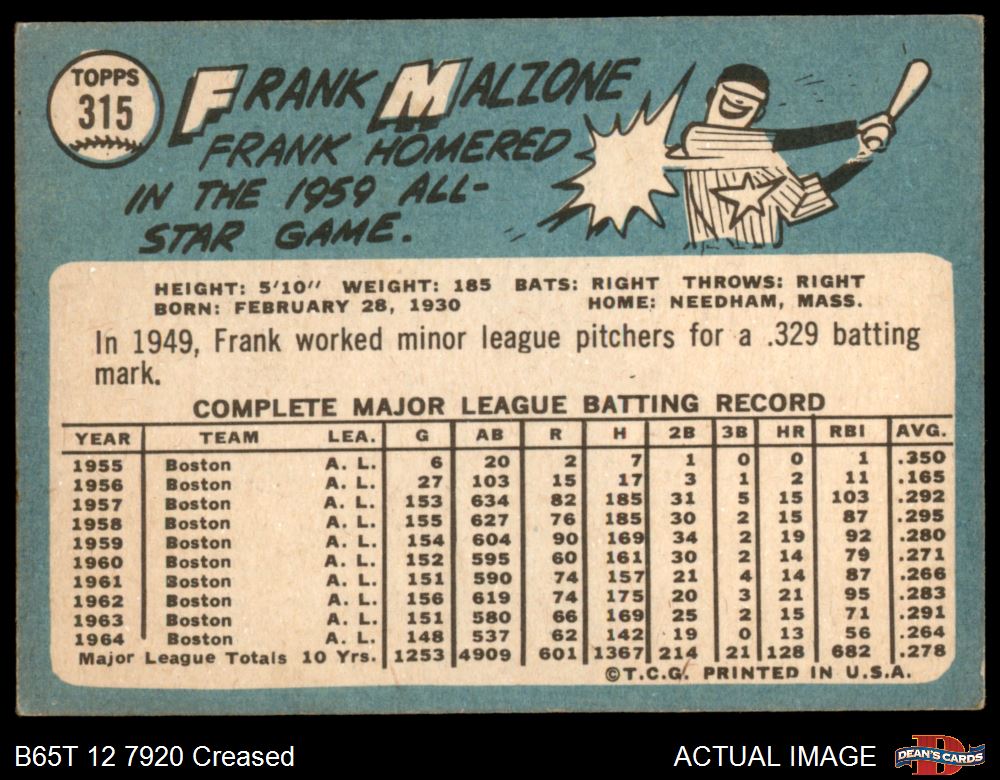 TOPPS
315
FRANK MALZONE
FRANK HOMERED
IN THE 1959 ALL-
STAR GAME.
HEIGHT: 5'10" WEIGHT: 185 BATS: RIGHT THROWS: RIGHT
BORN: FEBRUARY 28, 1930 HOME: NEEDHAM, MASS.
In 1949, Frank worked minor league pitchers for a .329 batting
mark.
COMPLETE MAJOR LEAGUE BATTING RECORD
YEAR TEAM LEA. G AB R H 2B 3B HR RBI AVG.
1955 Boston A. L. 6 20 2 7 1 0 0 1 .350
1956 Boston A. L. 27 103 15 17 3 1 2 11 .165
1957 Boston A. L. 153 634 82 185 31 5 15 103 .292
1958 Boston A. L. 155 627 76 185 30 2 15 87 .295
1959 Boston A. L. 154 604 90 169 34 2 19 92 .280
1960 Boston A. L. 152 595 60 161 30 2 14 79 .271
1961 Boston A. L. 151 590 74 157 21 4 14 87 .266
1962 Boston A. L. 156 619 74 175 20 3 21 95 .283
1963 Boston A. L. 151 580 66 169 25 2 15 71 .291
1964 Boston A. L. 148 537 62 142 19 0 13 56 .264
Major League Totals 10 Yrs. 1253 4909 601 1367 214 21 128 682 .278
©T.C.G. PRINTED IN U.S.A.
B65T 12 7920 Creased ACTUAL IMAGE
DEAN'S CARDS